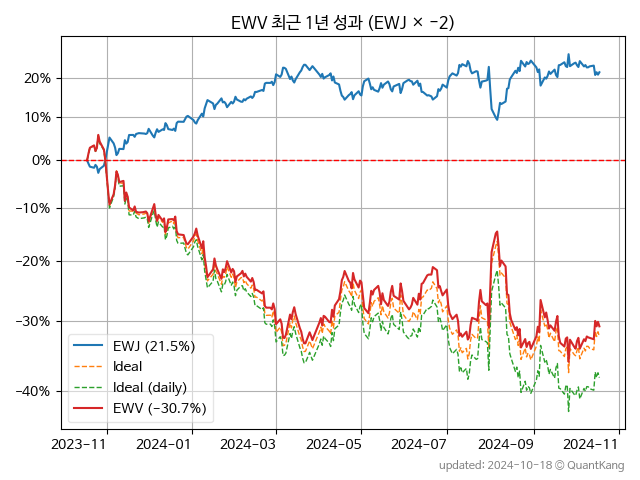 EWV 최근 1년 성과 (EWJ × −2)
20%
10%
0%
−10%
−20%
−30%
−40%
EWJ (21.5%)
Ideal
Ideal (daily)
EWV (−30.7%)
2023-11
2024-01
2024-03
2024-05
2024-07
2024-09
2024-11
updated: 2024-10-18 © QuantKang